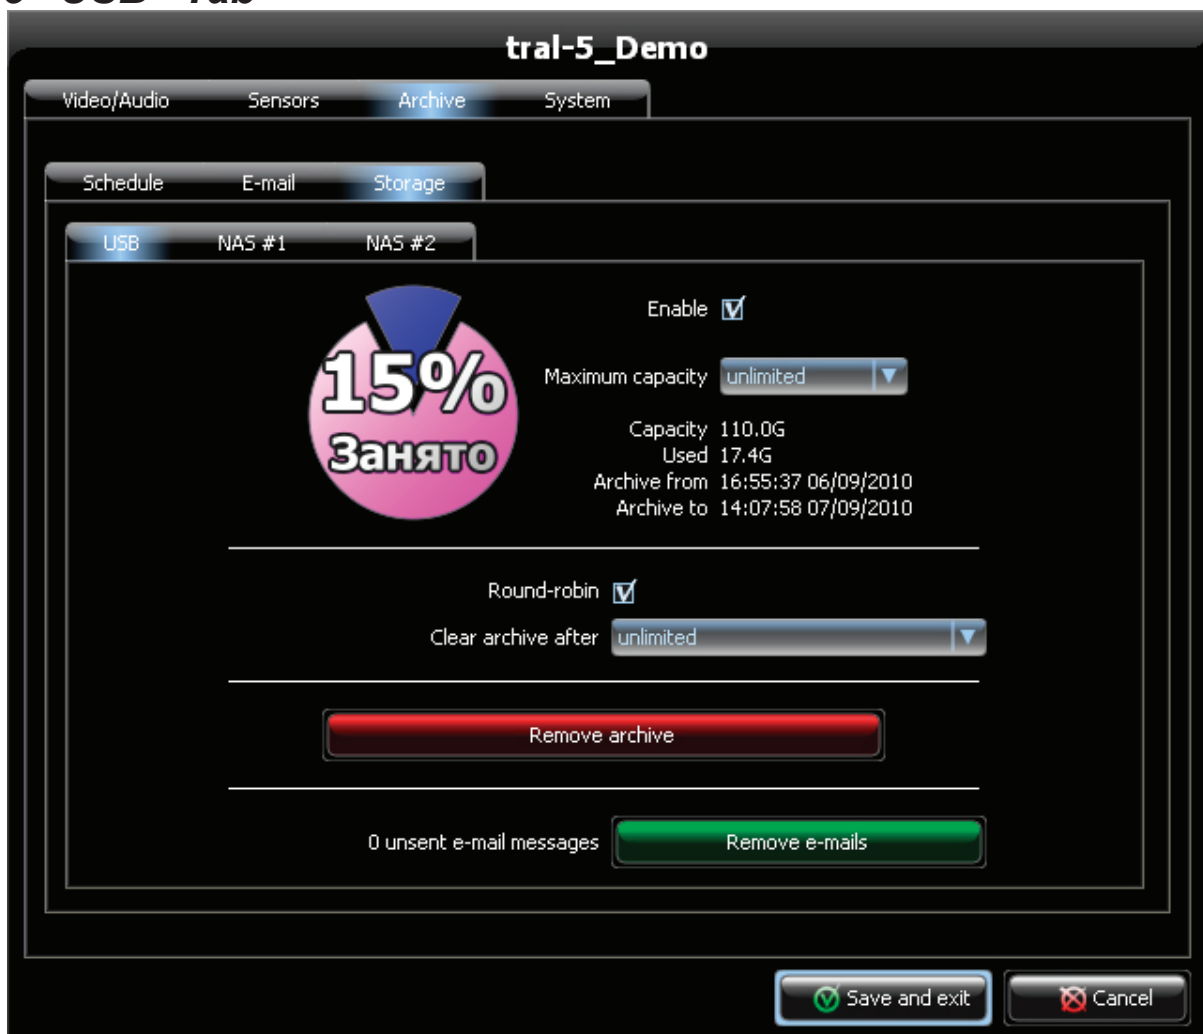 tral-5_Demo
Video/Audio Sensors Archive System
Schedule E-mail Storage
USB NAS #1 NAS #2
15%
Занято
Enable
Maximum capacity unlimited
Capacity 110.0G
Used 17.4G
Archive from 16:55:37 06/09/2010
Archive to 14:07:58 07/09/2010
Round-robin
Clear archive after unlimited
Remove archive
0 unsent e-mail messages Remove e-mails
Save and exit Cancel